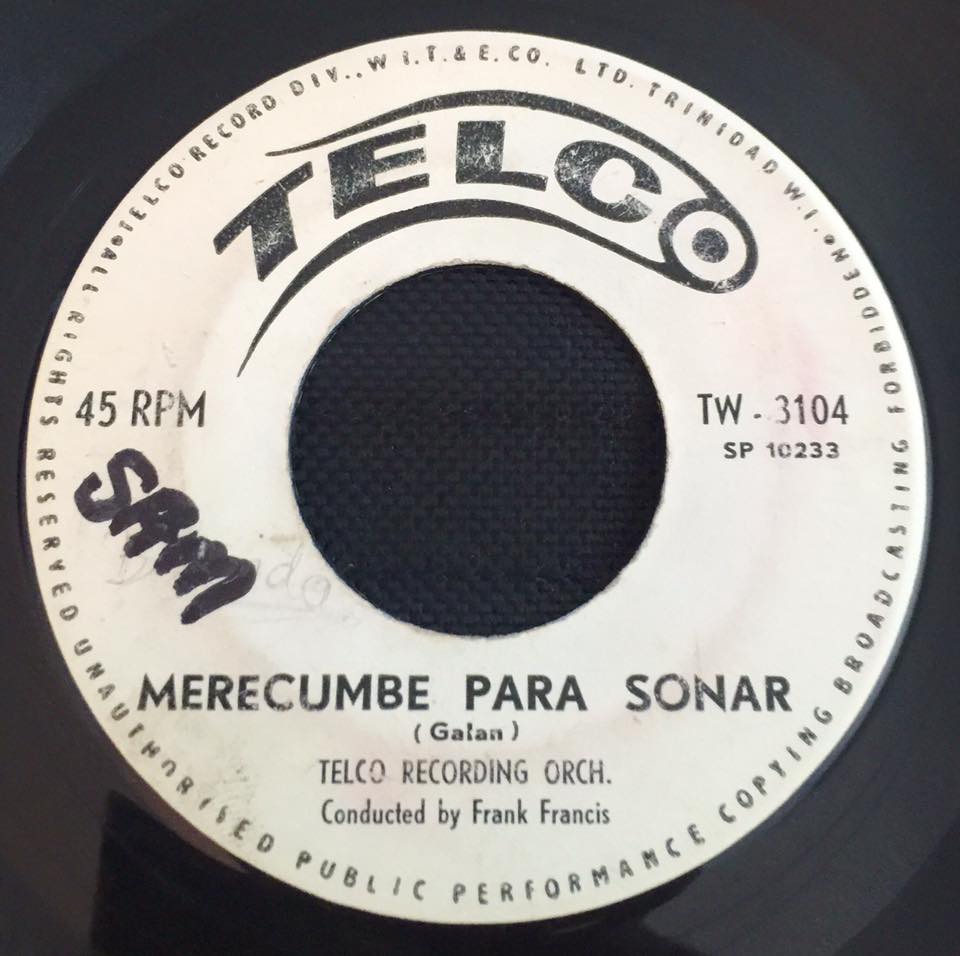 TELCO RECORD DIV., W.I.T.& E.CO. LTD. TRINIDAD W.I.
TELCO
45 RPM
TW - 3104
SP 10233
SAM
MERECUMBE PARA SONAR
(Galan)
TELCO RECORDING ORCH.
Conducted by Frank Francis
ALL RIGHTS RESERVED UNAUTHORISED PUBLIC PERFORMANCE COPYING BROADCASTING FORBIDDEN